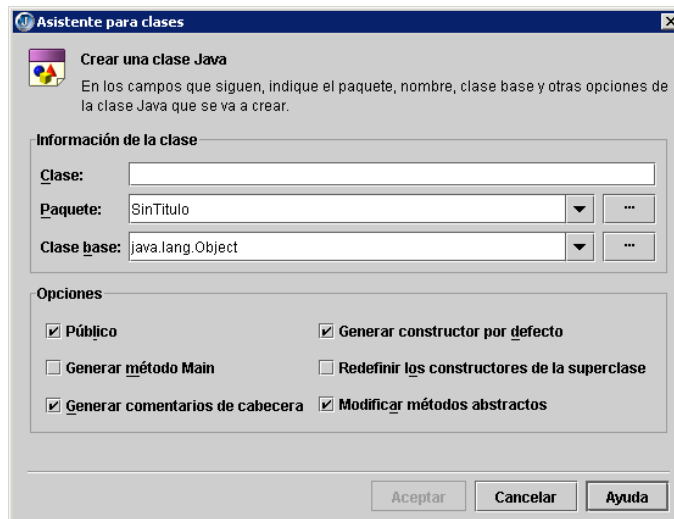 Asistente para clases
Crear una clase Java
En los campos que siguen, indique el paquete, nombre, clase base y otras opciones de
la clase Java que se va a crear.
Información de la clase
Clase:
Paquete: SinTitulo ...
Clase base: java.lang.Object ...
Opciones
Público Generar constructor por defecto
Generar método Main Redefinir los constructores de la superclase
Generar comentarios de cabecera Modificar métodos abstractos
Aceptar Cancelar Ayuda